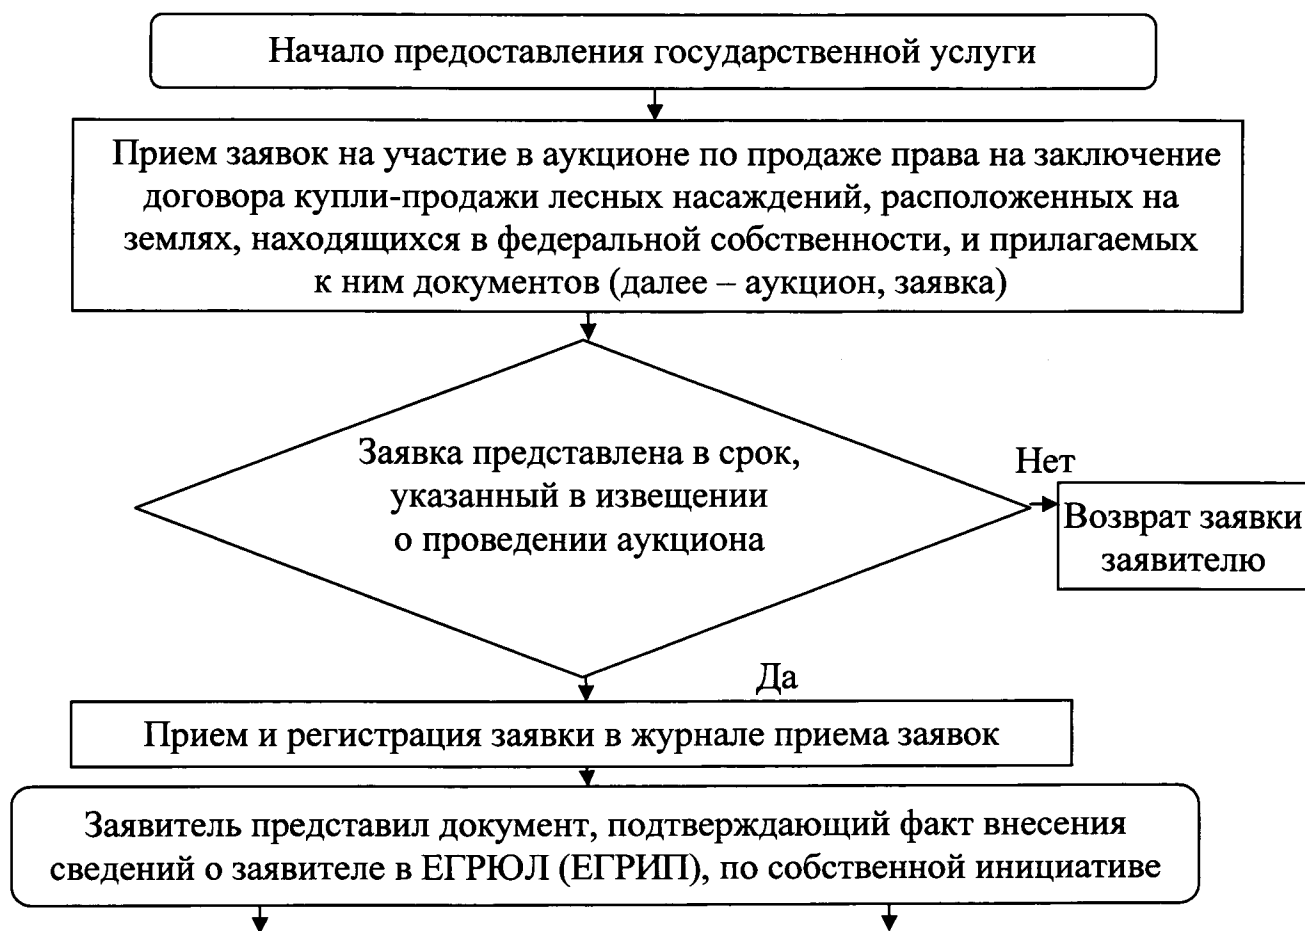 Начало предоставления государственной услуги
Прием заявок на участие в аукционе по продаже права на заключение
договора купли-продажи лесных насаждений, расположенных на
землях, находящихся в федеральной собственности, и прилагаемых
к ним документов (далее – аукцион, заявка)
Заявка представлена в срок,
указанный в извещении
о проведении аукциона
Нет
Возврат заявки
заявителю
Да
Прием и регистрация заявки в журнале приема заявок
Заявитель представил документ, подтверждающий факт внесения
сведений о заявителе в ЕГРЮЛ (ЕГРИП), по собственной инициативе